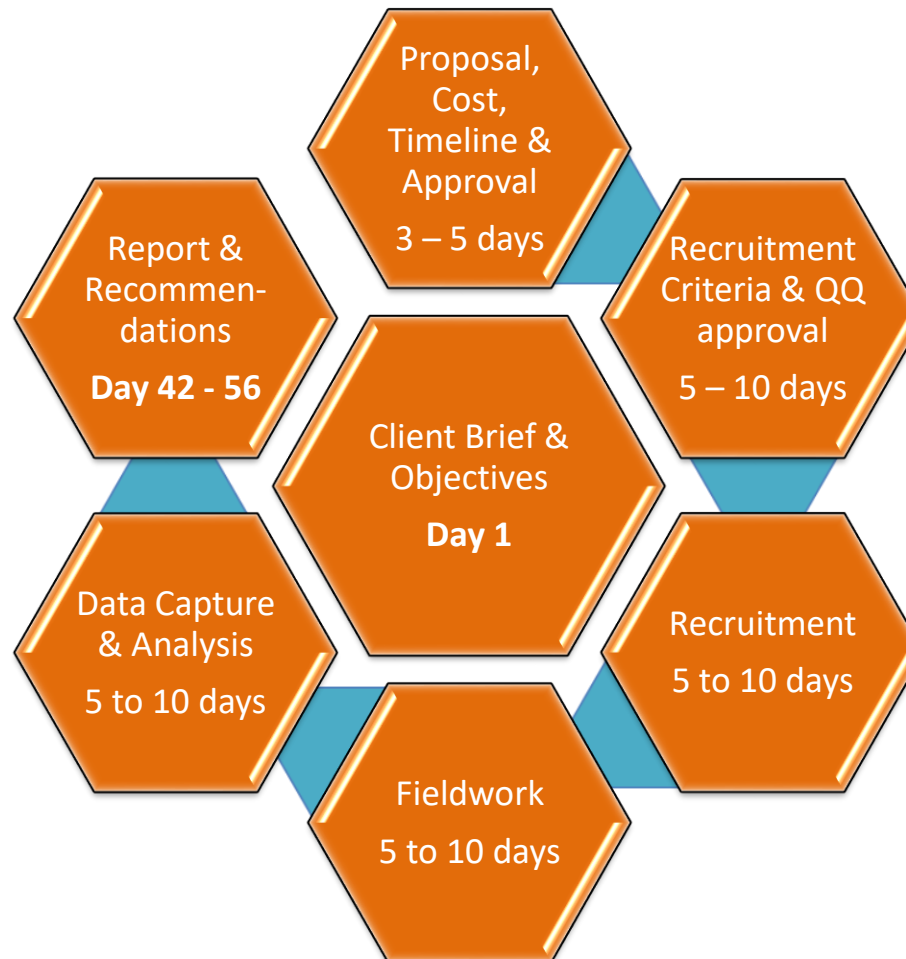 Proposal,
Cost,
Timeline &
Approval
3 – 5 days
Recruitment
Criteria & QQ
approval
5 – 10 days
Recruitment
5 to 10 days
Fieldwork
5 to 10 days
Data Capture
& Analysis
5 to 10 days
Report &
Recommen-
dations
Day 42 - 56
Client Brief &
Objectives
Day 1